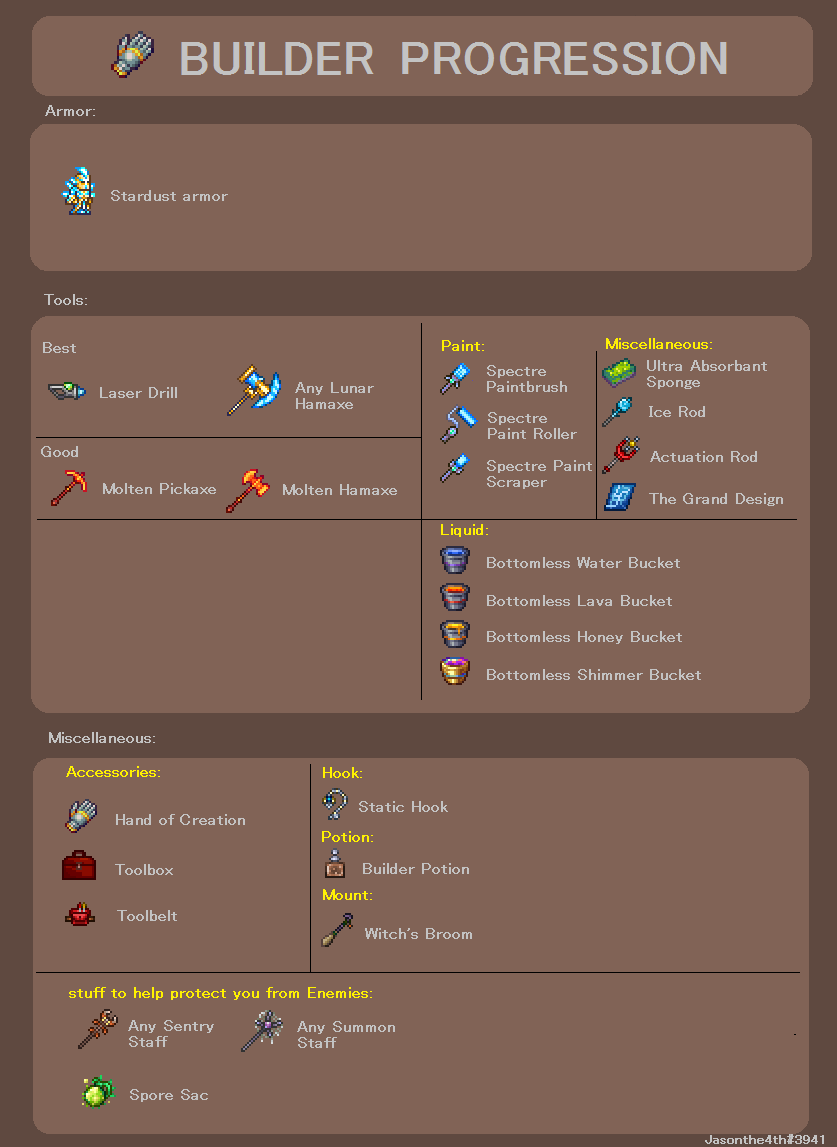 BUILDER PROGRESSION
Armor:
Stardust armor
Tools:
Best
Laser Drill
Any Lunar
Hamaxe
Good
Molten Pickaxe
Molten Hamaxe
Paint:
Spectre
Paintbrush
Spectre
Paint Roller
Spectre Paint
Scraper
Miscellaneous:
Ultra Absorbant
Sponge
Ice Rod
Actuation Rod
The Grand Design
Liquid:
Bottomless Water Bucket
Bottomless Lava Bucket
Bottomless Honey Bucket
Bottomless Shimmer Bucket
Miscellaneous:
Accessories:
Hand of Creation
Toolbox
Toolbelt
Hook:
Static Hook
Potion:
Builder Potion
Mount:
Witch's Broom
stuff to help protect you from Enemies:
Any Sentry
Staff
Any Summon
Staff
Spore Sac
Jasonthe4th#3941